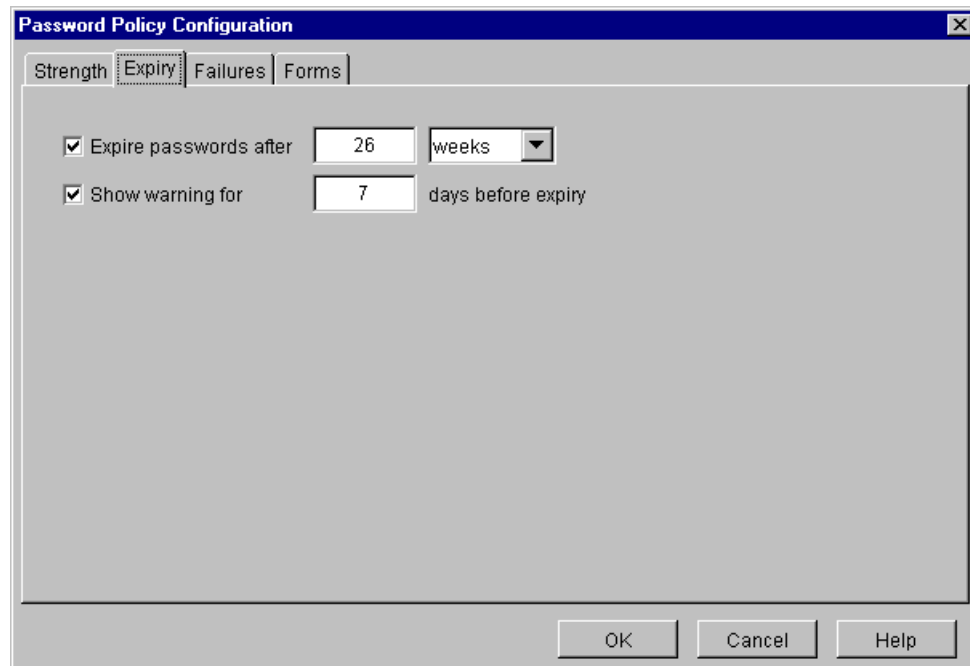 Password Policy Configuration
Strength Expiry Failures Forms
Expire passwords after 26 weeks
Show warning for 7 days before expiry
OK Cancel Help